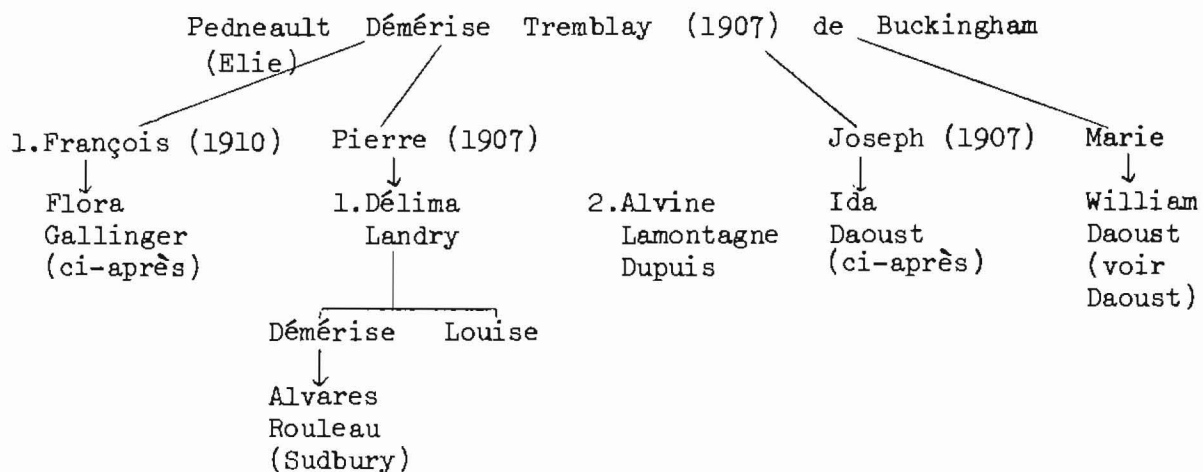 Pedneault Démérise Tremblay (1907) de Buckingham
(Elie)
1.François (1910) Pierre (1907) Joseph (1907) Marie
Flora 1.Délima 2.Alvine Ida William
Gallinger Landry Lamontagne Daoust Daoust
(ci-après) Dupuis (ci-après) (voir
Daoust)
Démérise Louise
Alvares
Rouleau
(Sudbury)